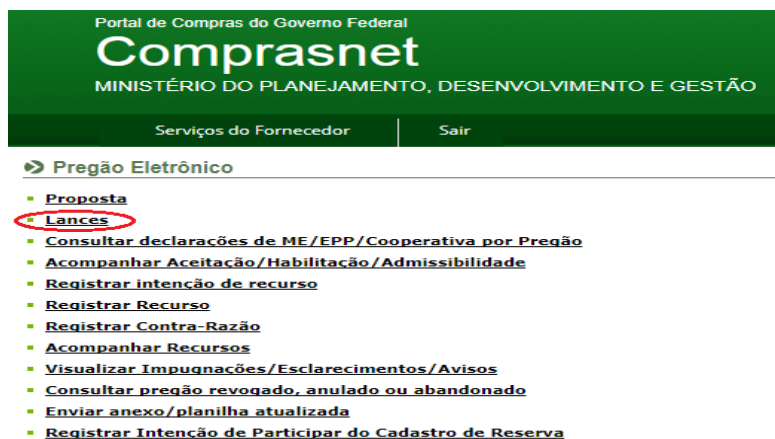 Portal de Compras do Governo Federal
Comprasnet
MINISTÉRIO DO PLANEJAMENTO, DESENVOLVIMENTO E GESTÃO
Serviços do Fornecedor Sair
Pregão Eletrônico
Proposta
Lances
Consultar declarações de ME/EPP/Cooperativa por Pregão
Acompanhar Aceitação/Habilitação/Admissibilidade
Registrar intenção de recurso
Registrar Recurso
Registrar Contra-Razão
Acompanhar Recursos
Visualizar Impugnações/Esclarecimentos/Avisos
Consultar pregão revogado, anulado ou abandonado
Enviar anexo/planilha atualizada
Registrar Intenção de Participar do Cadastro de Reserva